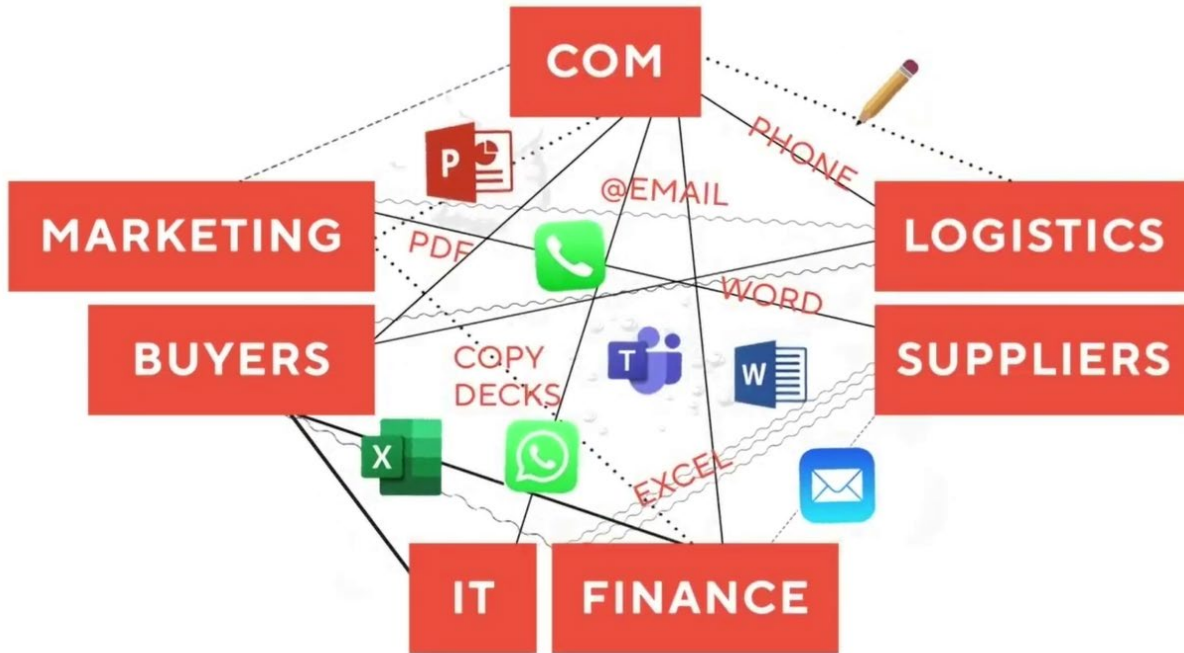 COM
PHONE
P
@EMAIL
MARKETING
LOGISTICS
PDF
WORD
BUYERS
COPY
DECKS
T
W
SUPPLIERS
X
EXCEL
IT
FINANCE